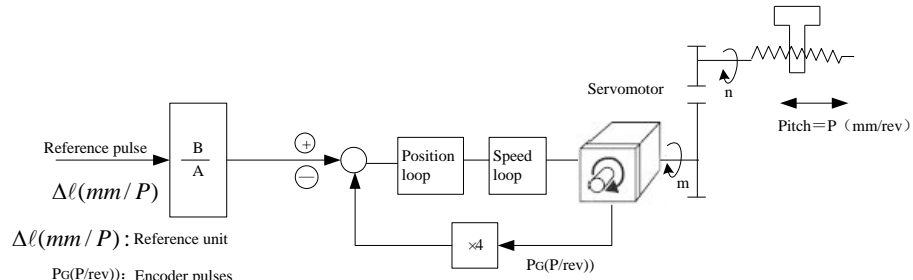 Servomotor
n
Pitch＝P（mm/rev）
Reference pulse
B
A
+
−
Position
loop
Speed
loop
m
Δℓ(mm/P)
Δℓ(mm/P) : Reference unit
×4
PG(P/rev))
PG(P/rev)): Encoder pulses